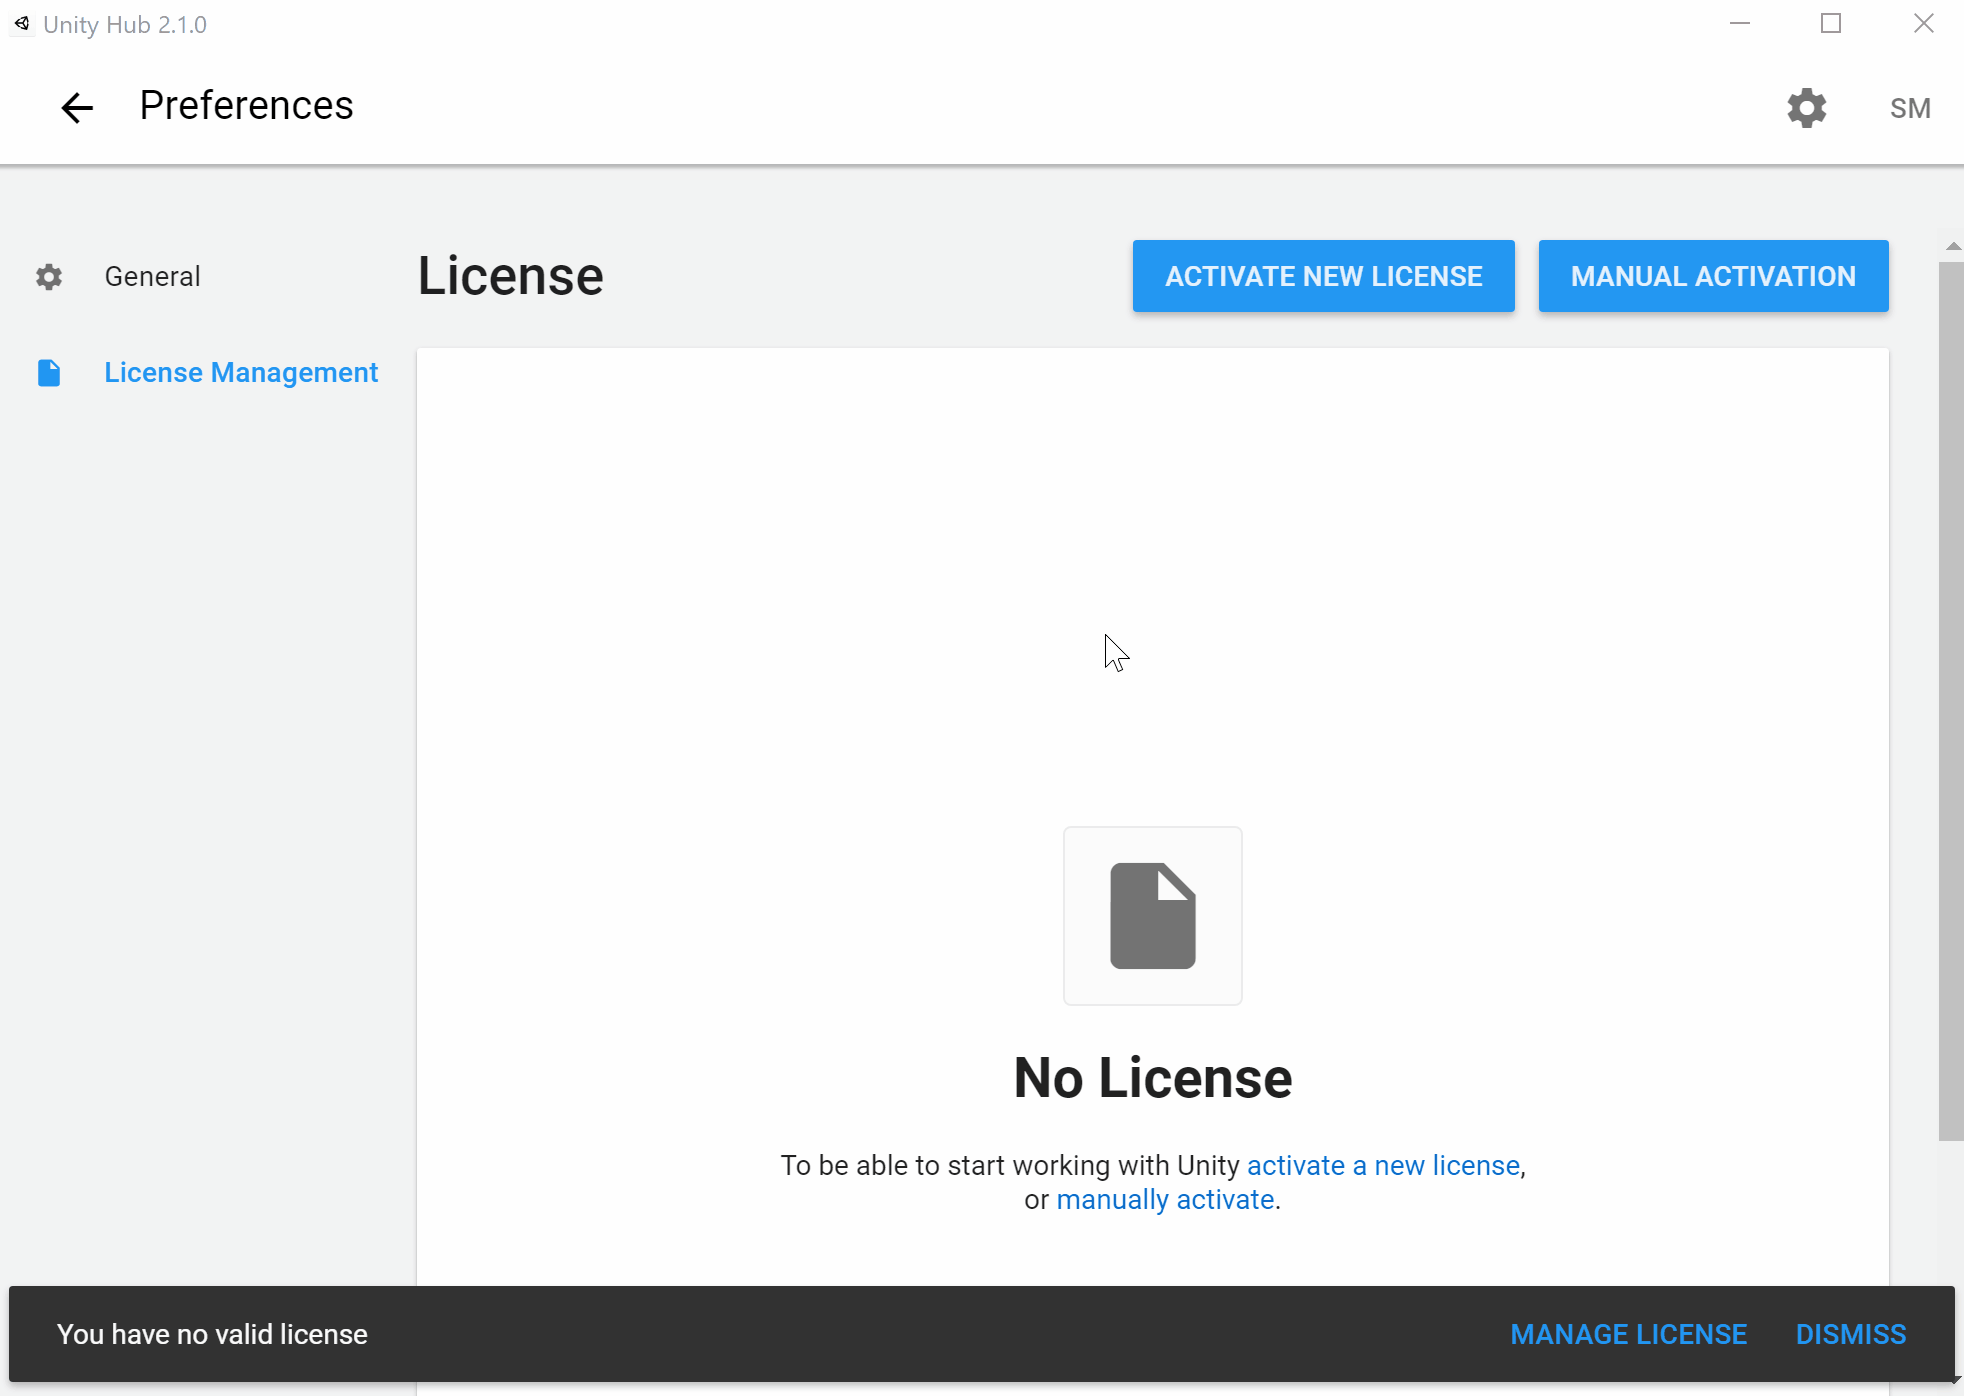 Unity Hub 2.1.0
Preferences
SM
General
License Management
License
ACTIVATE NEW LICENSE
MANUAL ACTIVATION
No License
To be able to start working with Unity activate a new license,
or manually activate.
You have no valid license
MANAGE LICENSE
DISMISS